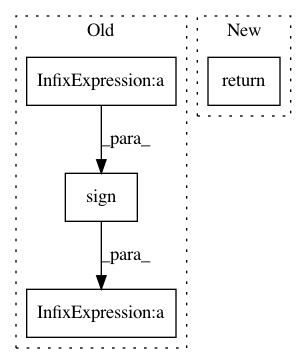 Old
New
InfixExpression:a
return
_para_
sign
_para_
InfixExpression:a